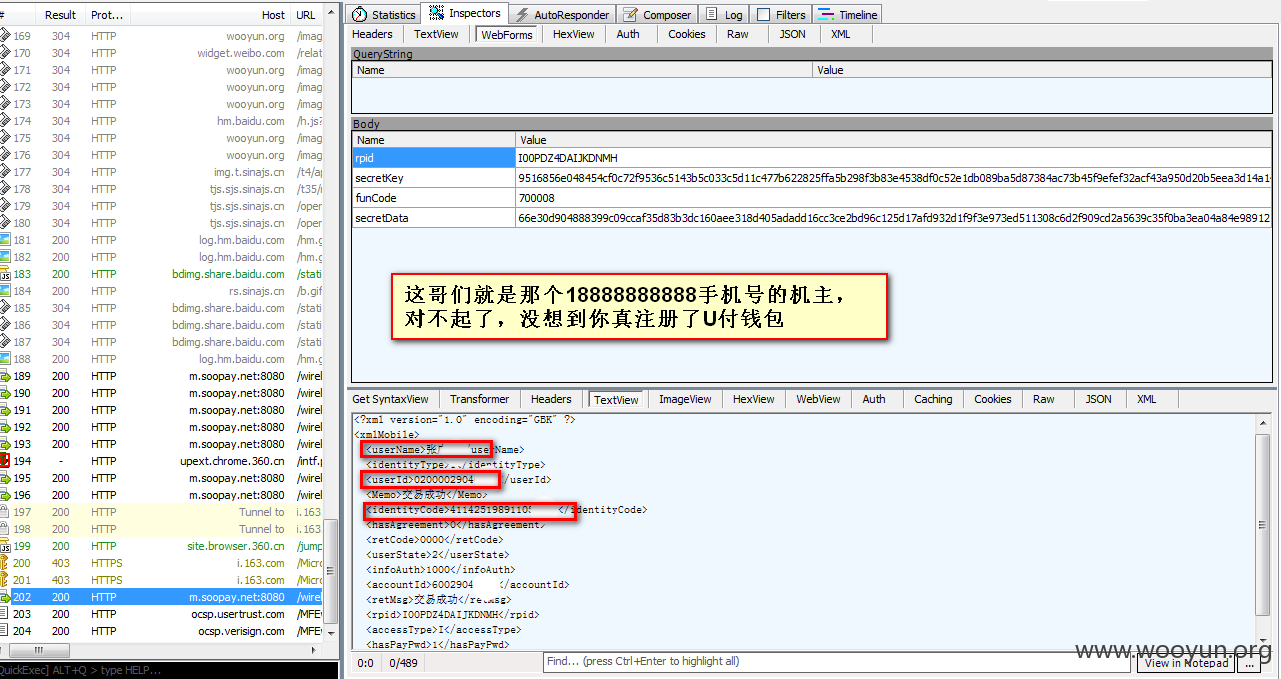 # Result Prot... Host URL
169 304 HTTP wooyun.org /imag
170 304 HTTP widget.weibo.com /relat
171 304 HTTP wooyun.org /imag
172 304 HTTP wooyun.org /imag
173 304 HTTP wooyun.org /imag
174 304 HTTP hm.baidu.com /h.js?
175 304 HTTP wooyun.org /imag
176 304 HTTP wooyun.org /imag
177 304 HTTP img.t.sinajs.cn /t4/ap
178 304 HTTP tjs.sjs.sinajs.cn /t35/
179 304 HTTP tjs.sjs.sinajs.cn /open
180 304 HTTP tjs.sjs.sinajs.cn /open
181 200 HTTP log.hm.baidu.com /hm.g
182 200 HTTP log.hm.baidu.com /hm.g
183 200 HTTP bdimg.share.baidu.com /stati
184 200 HTTP rs.sinajs.cn /b.gif
185 304 HTTP bdimg.share.baidu.com /stati
186 304 HTTP bdimg.share.baidu.com /stati
187 304 HTTP bdimg.share.baidu.com /stati
188 200 HTTP log.hm.baidu.com /hm.g
189 200 HTTP m.soopay.net:8080 /wirel
190 200 HTTP m.soopay.net:8080 /wirel
191 200 HTTP m.soopay.net:8080 /wirel
192 200 HTTP m.soopay.net:8080 /wirel
193 200 HTTP m.soopay.net:8080 /wirel
194 - HTTP upext.chrome.360.cn /intf.p
195 200 HTTP m.soopay.net:8080 /wirel
196 200 HTTP m.soopay.net:8080 /wirel
197 200 HTTP Tunnel to i.163
198 200 HTTP Tunnel to i.163
199 200 HTTP site.browser.360.cn /jump
200 403 HTTPS i.163.com /Micro
201 403 HTTPS i.163.com /Micro
202 200 HTTP m.soopay.net:8080 /wirel
203 200 HTTP ocsp.usertrust.com /MFE
204 200 HTTP ocsp.verisign.com /MFE
QuickExec] ALT+Q > type HELP...
Statistics Inspectors AutoResponder Composer Log Filters Timeline
Headers TextView WebForms HexView Auth Cookies Raw JSON XML
QueryString
Name Value
Body
Name Value
rpid I00PDZ4DAIJKDNMH
secretKey 9516856e048454cf0c72f9536c5143b5c033c5d11c477b622825ffa5b298f3b83e4538df0c52e1db089ba5d87384ac73b45f9efef32acf43a950d20b5eea3d14a1
funCode 700008
secretData 66e30d904888399c09ccaf35d83b3dc160aee318d405adadd16cc3ce2bd96c125d17afd932d1f9f3e973ed511308c6d2f909cd2a5639c35f0ba3ea04a84e98912
这哥们就是那个18888888888手机号的机主，
对不起了，没想到你真注册了U付钱包
Get SyntaxView Transformer Headers TextView ImageView HexView WebView Auth Caching Cookies Raw JSON XML
<?xml version="1.0" encoding="GBK" ?>
<xmlMobile>
<userName>张 userName>
<identityType> /identityType>
<userId>0200002904 /userId>
<Memo>交易成功</Memo>
<identityCode>4114251989110 </identityCode>
<hasAgreement>0</hasAgreement>
<retCode>0000</retCode>
<userState>2</userState>
<infoAuth>1000</infoAuth>
<accountId>6002904 </accountId>
<retMsg>交易成功</retMsg>
<rpid>I00PDZ4DAIJKDNMH</rpid>
<accessType>I</accessType>
<hasPayPwd>1</hasPayPwd>
0:0 0/489 Find... (press Ctrl+Enter to highlight all) View in Notepad ...
www.wooyun.org